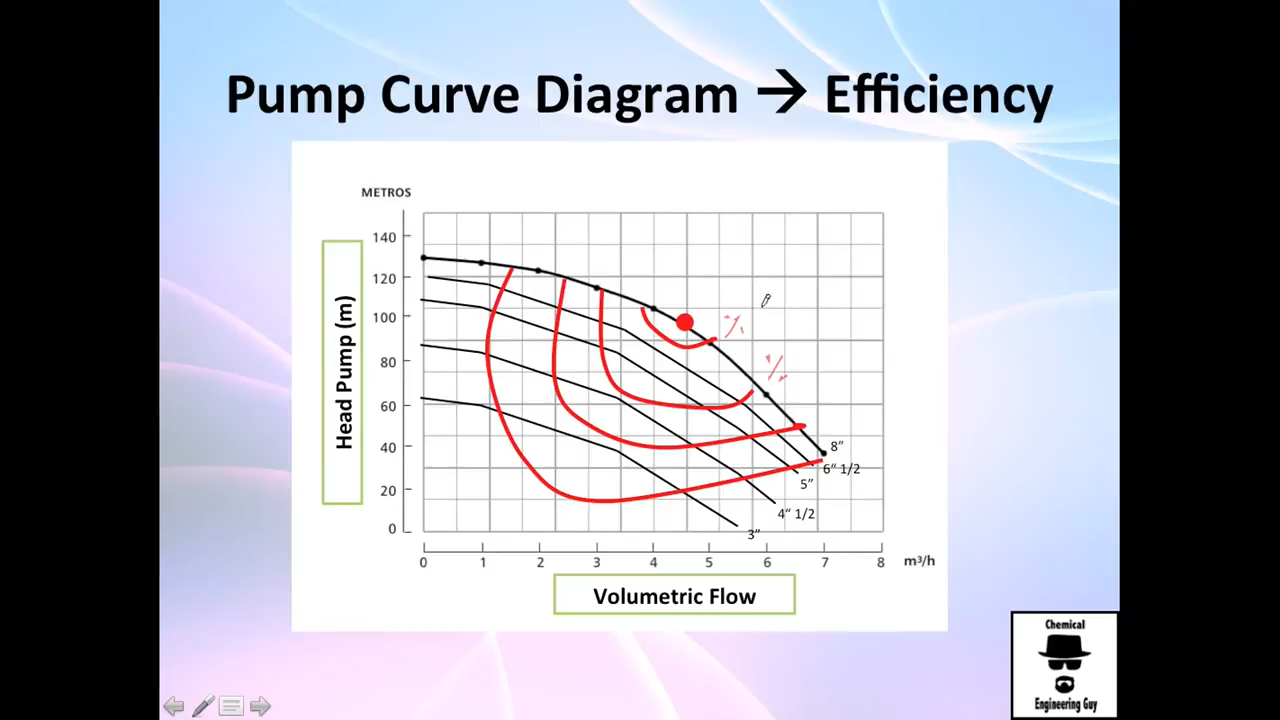 Pump Curve Diagram → Efficiency
METROS
Head Pump (m)
140
120
100
80
60
40
20
0
8”
6“ 1/2
5”
4“ 1/2
3”
0 1 2 3 4 5 6 7 8 m³/h
Volumetric Flow
Chemical
Engineering Guy